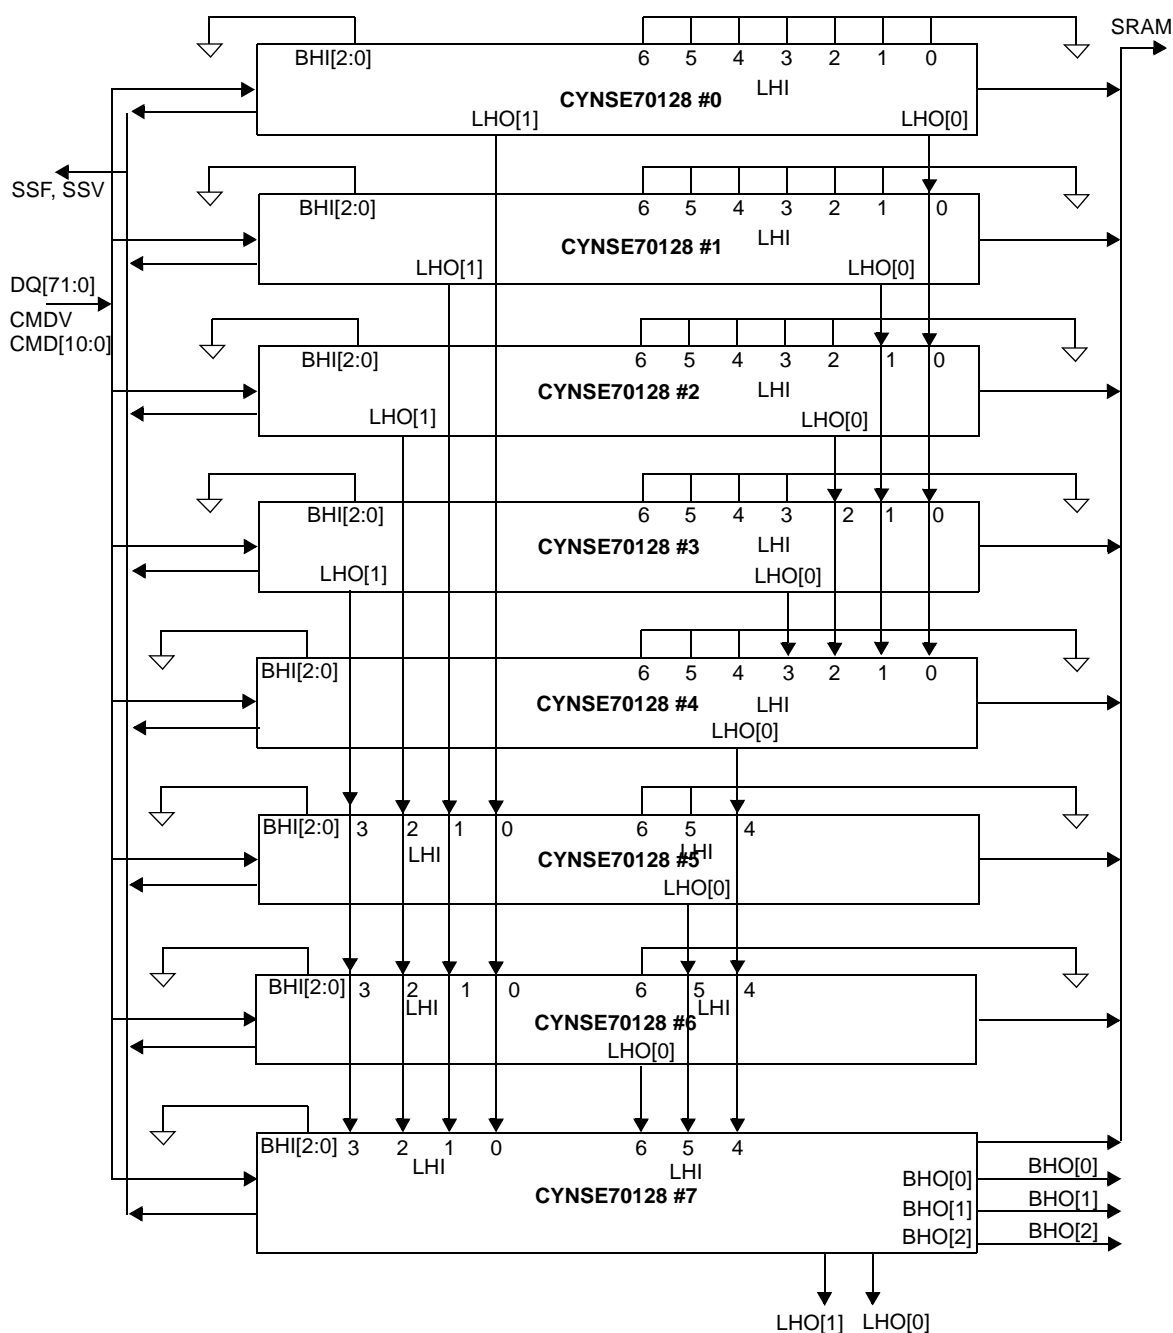 SRAM
BHI[2:0] 6 5 4 3 2 1 0
LHI
CYNSE70128 #0
LHO[1] LHO[0]
SSF, SSV
BHI[2:0] 6 5 4 3 2 1 0
LHI
CYNSE70128 #1
LHO[1] LHO[0]
DQ[71:0]
CMDV
CMD[10:0]
BHI[2:0] 6 5 4 3 2 1 0
CYNSE70128 #2 LHI
LHO[1] LHO[0]
BHI[2:0] 6 5 4 3 2 1 0
CYNSE70128 #3 LHI
LHO[1] LHO[0]
BHI[2:0] 6 5 4 3 2 1 0
CYNSE70128 #4 LHI
LHO[0]
BHI[2:0] 3 2 1 0 6 5 4
LHI LHI
CYNSE70128 #5
LHO[0]
BHI[2:0] 3 2 1 0 6 5 4
LHI LHI
CYNSE70128 #6
LHO[0]
BHI[2:0] 3 2 1 0 6 5 4
LHI LHI
CYNSE70128 #7
BHO[0] BHO[0]
BHO[1] BHO[1]
BHO[2] BHO[2]
LHO[1] LHO[0]